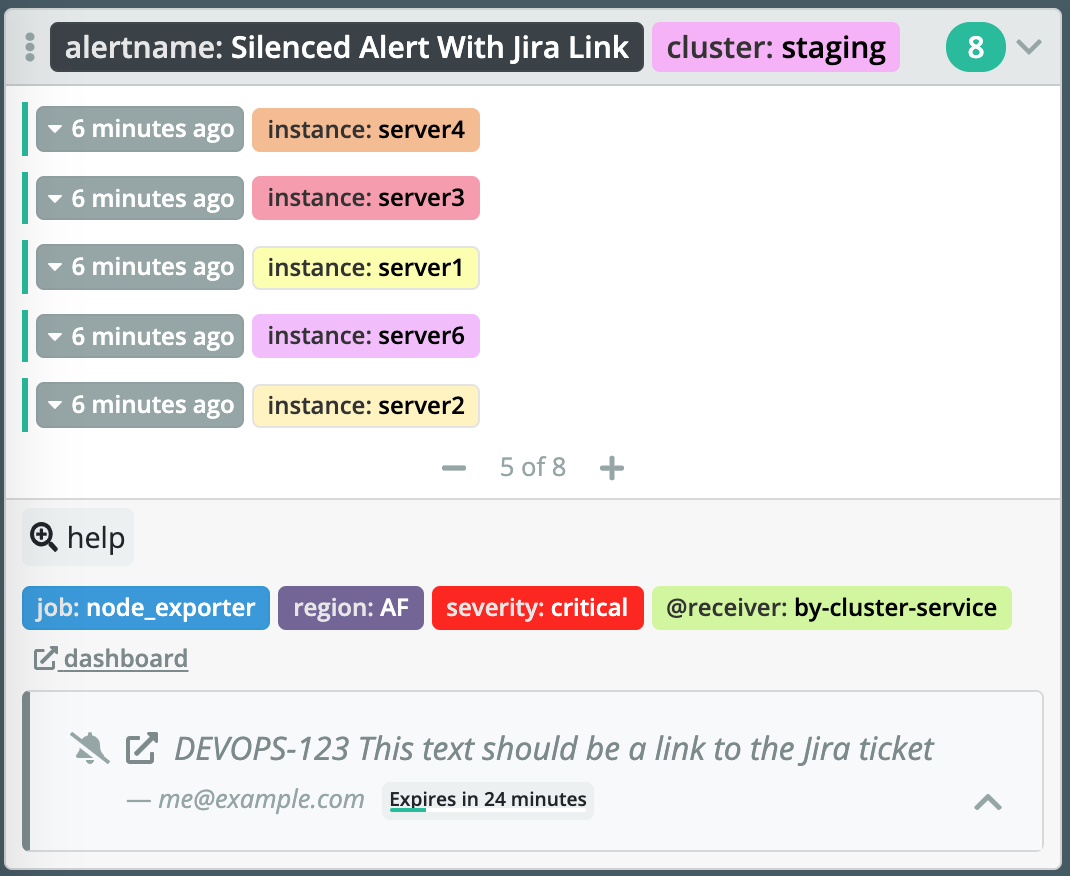 alertname: Silenced Alert With Jira Link cluster: staging 8
6 minutes ago instance: server4
6 minutes ago instance: server3
6 minutes ago instance: server1
6 minutes ago instance: server6
6 minutes ago instance: server2
5 of 8
help
job: node_exporter region: AF severity: critical @receiver: by-cluster-service
dashboard
DEVOPS-123 This text should be a link to the Jira ticket
— me@example.com Expires in 24 minutes